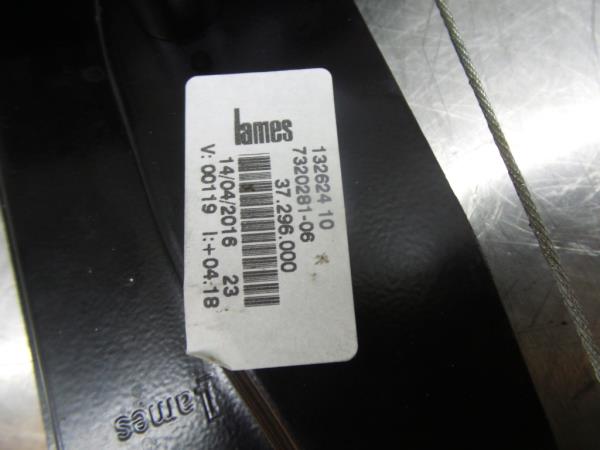 lames
132624 10
7320281-06
37.296.000
14/04/2016 23
V: 00119 I:+04:18
Lames